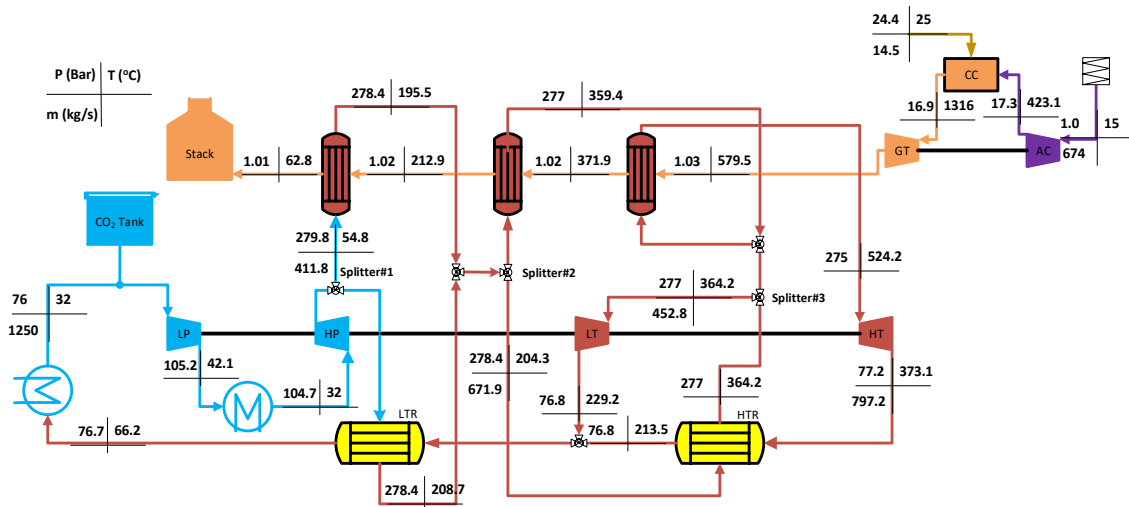 24.4 25
14.5
P (Bar) T (°C)
m (kg/s)
CC
278.4 195.5
277 359.4
16.9 1316
17.3 423.1
1.0 15
674
Stack
1.01 62.8
1.02 212.9
1.02 371.9
1.03 579.5
GT
AC
CO₂ Tank
279.8 54.8
411.8
Splitter#1
Splitter#2
275 524.2
277 364.2
452.8
Splitter#3
76 32
1250
LP
HP
LT
HT
105.2 42.1
104.7 32
278.4 204.3
671.9
277 364.2
77.2 373.1
797.2
76.8 229.2
LTR
HTR
76.7 66.2
76.8 213.5
278.4 208.7